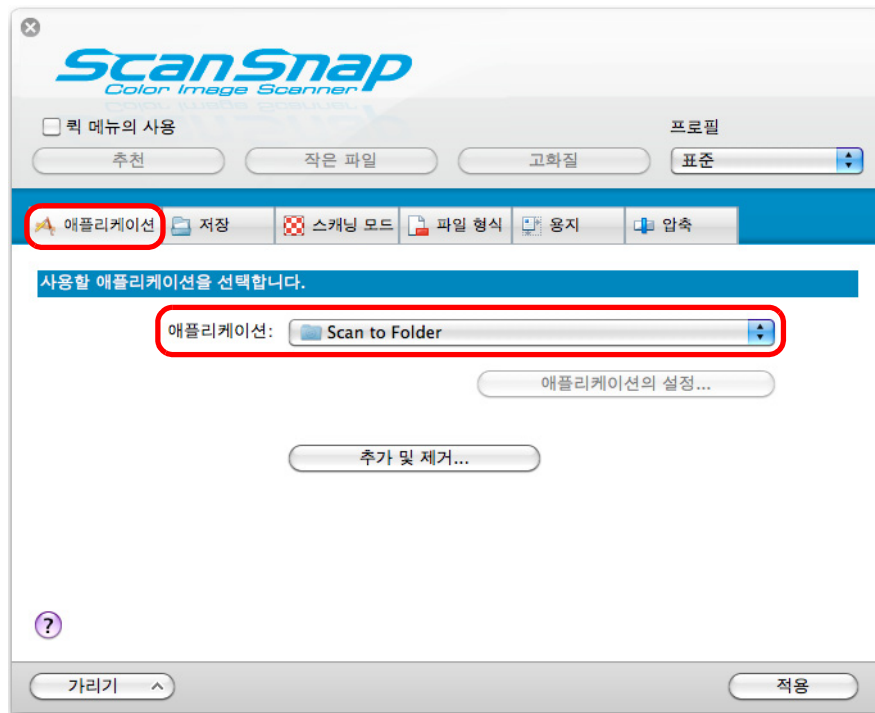 ScanSnap
Color Image Scanner
퀵 메뉴의 사용
프로필
추천
작은 파일
고화질
표준
애플리케이션
저장
스캐닝 모드
파일 형식
용지
압축
사용할 애플리케이션을 선택합니다.
애플리케이션:
Scan to Folder
애플리케이션의 설정...
추가 및 제거...
?
가리기
적용